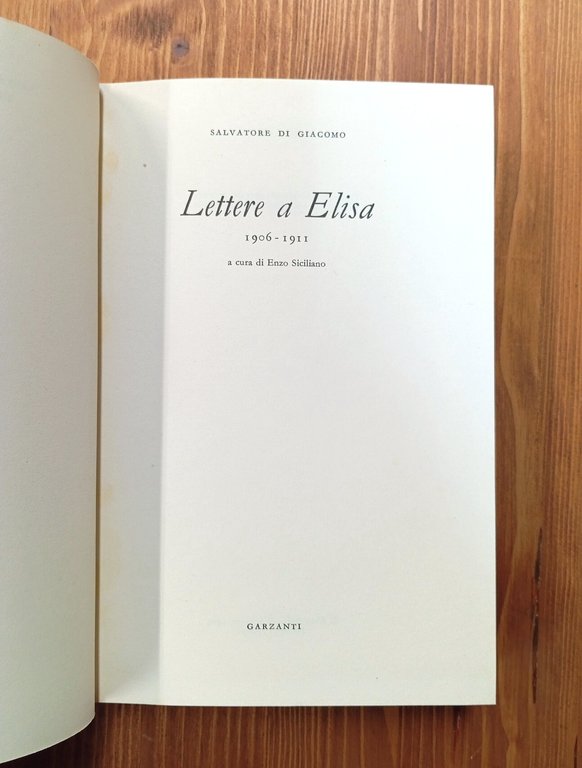 SALVATORE DI GIACOMO
Lettere a Elisa
1906-1911
a cura di Enzo Siciliano
GARZANTI